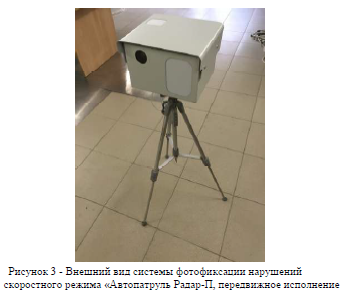 Рисунок 3 - Внешний вид системы фотофиксации нарушений
скоростного режима «Автопатруль Радар-П, передвижное исполнение